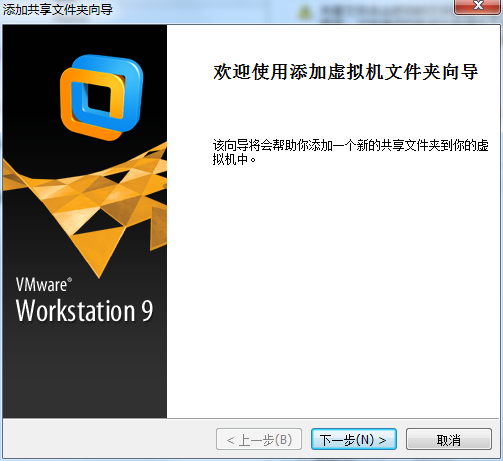 添加共享文件夹向导
欢迎使用添加虚拟机文件夹向导
该向导将会帮助你添加一个新的共享文件夹到你的虚
拟机中。
VMware®
Workstation 9
< 上一步(B)
下一步(N) >
取消